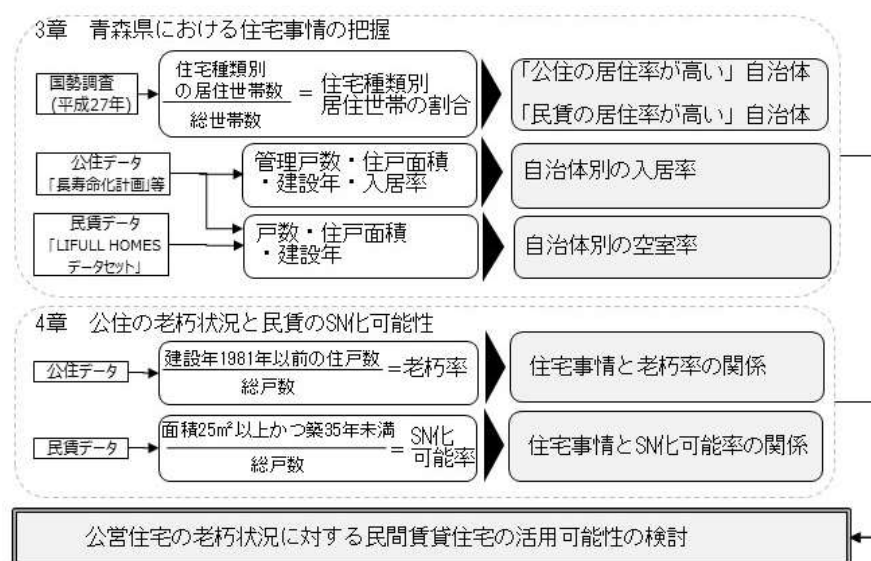 3章 青森県における住宅事情の把握
国勢調査
(平成27年)
住宅種類別
の居住世帯数
総世帯数
=
住宅種類別
居住世帯の割合
「公住の居住率が高い」自治体
「民賃の居住率が高い」自治体
公住データ
「長寿命化計画」等
管理戸数・住戸面積
・建設年・入居率
自治体別の入居率
民賃データ
「LIFULL HOMES
データセット」
戸数・住戸面積
・建設年
自治体別の空室率
4章 公住の老朽状況と民賃のSN化可能性
公住データ
建設年1981年以前の住戸数
総戸数
=老朽率
住宅事情と老朽率の関係
民賃データ
面積25m²以上かつ築35年未満
総戸数
=
SN化
可能率
住宅事情とSN化可能率の関係
公営住宅の老朽状況に対する民間賃貸住宅の活用可能性の検討